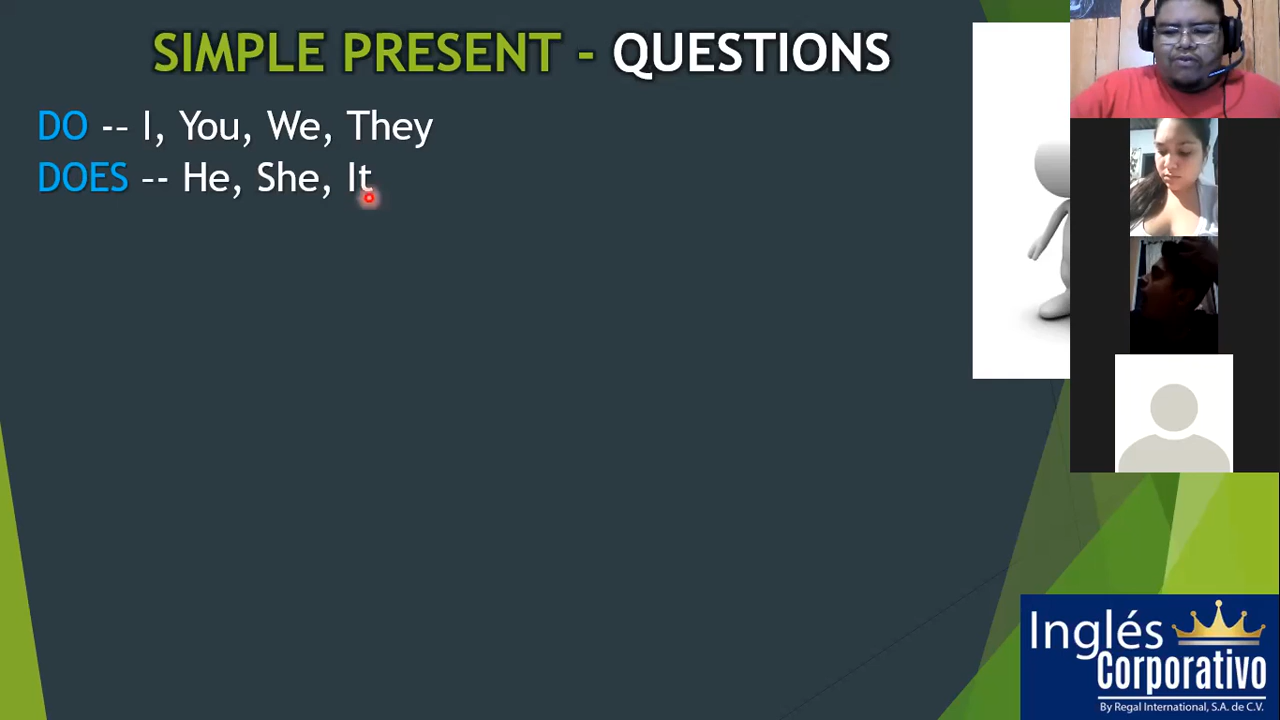 SIMPLE PRESENT - QUESTIONS
DO -- I, You, We, They
DOES -- He, She, It
Inglés
Corporativo
By Regal International, S.A. de C.V.